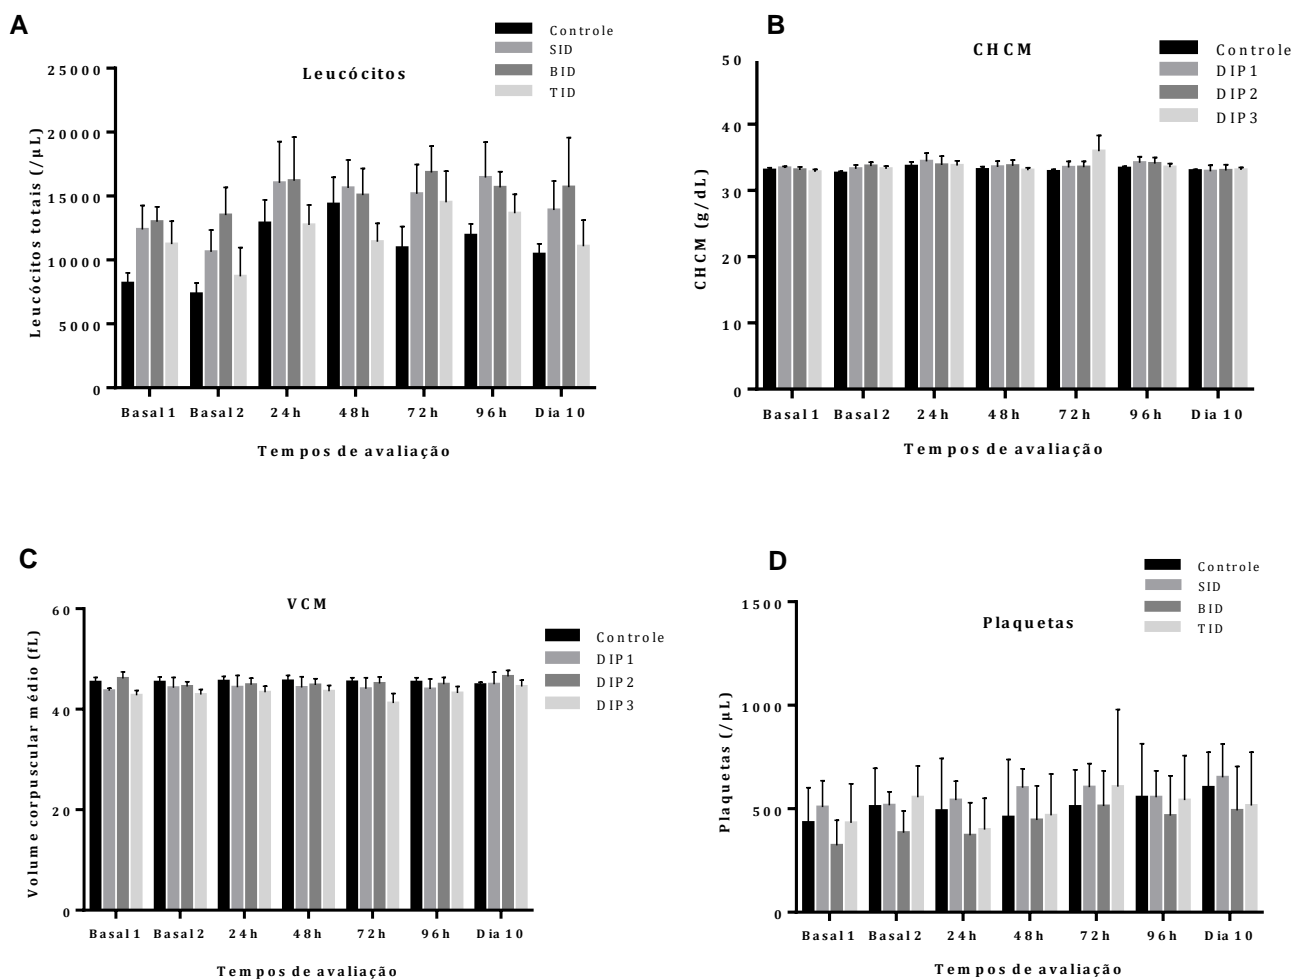 A
Leucócitos
Controle
SID
BID
TID
Leucócitos totais (/µL)
25000
20000
15000
10000
5000
0
Basal 1 Basal 2 24h 48h 72h 96h Dia 10
Tempos de avaliação
B
CHCM
Controle
DIP1
DIP2
DIP3
CHCM (g/dL)
50
40
30
20
10
0
Basal 1 Basal 2 24h 48h 72h 96h Dia 10
Tempos de avaliação
C
VCM
Controle
DIP1
DIP2
DIP3
Volume corpuscular médio (fL)
60
40
20
0
Basal 1 Basal 2 24h 48h 72h 96h Dia 10
Tempos de avaliação
D
Plaquetas
Controle
SID
BID
TID
Plaquetas (/µL)
1500
1000
500
0
Basal 1 Basal 2 24h 48h 72h 96h Dia 10
Tempos de avaliação